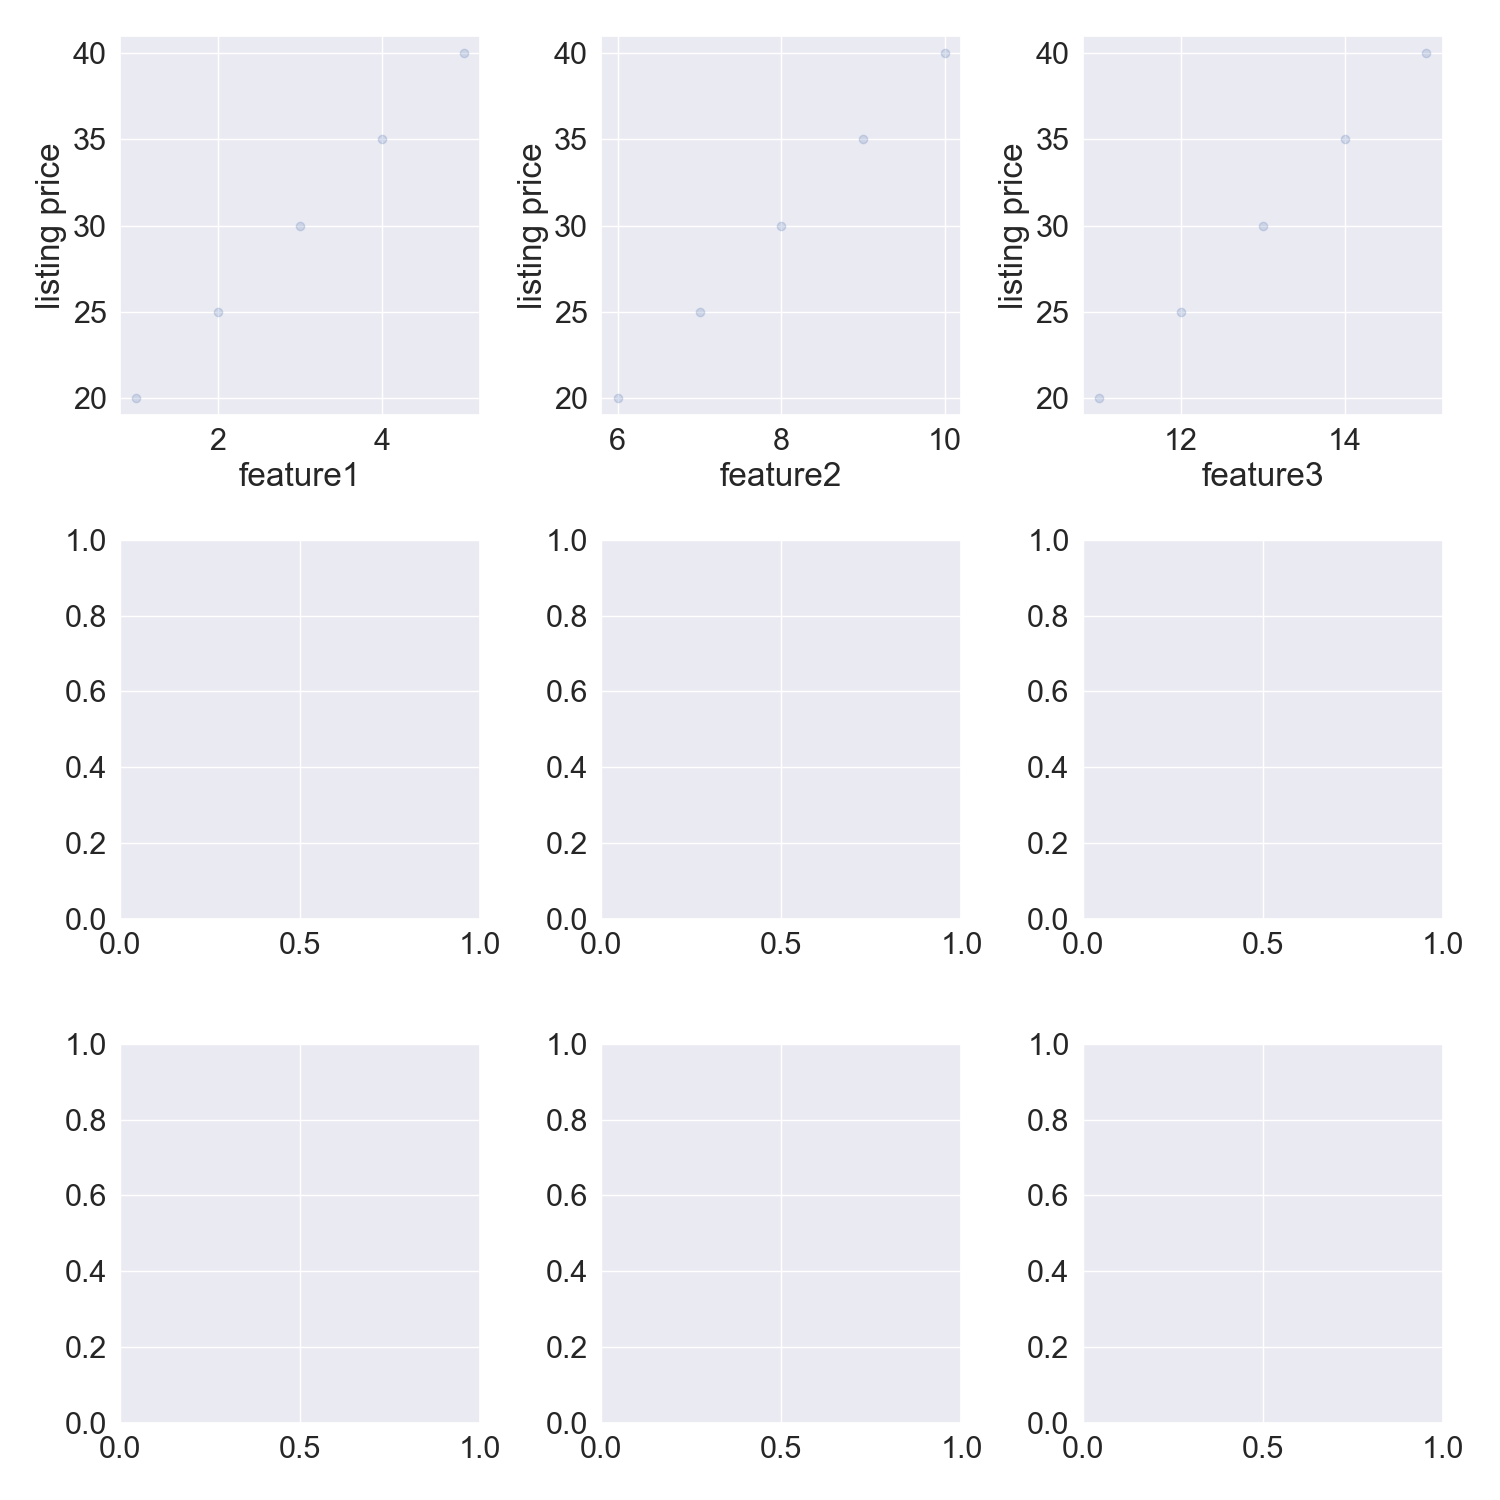 40 40 40
35 35 35
listing price listing price listing price
30 30 30
25 25 25
20 20 20
2 4 6 8 10 12 14
feature1 feature2 feature3
1.0 1.0 1.0
0.8 0.8 0.8
0.6 0.6 0.6
0.4 0.4 0.4
0.2 0.2 0.2
0.0 0.0 0.0
0.0 0.5 1.0 0.0 0.5 1.0 0.0 0.5 1.0
1.0 1.0 1.0
0.8 0.8 0.8
0.6 0.6 0.6
0.4 0.4 0.4
0.2 0.2 0.2
0.0 0.0 0.0
0.0 0.5 1.0 0.0 0.5 1.0 0.0 0.5 1.0